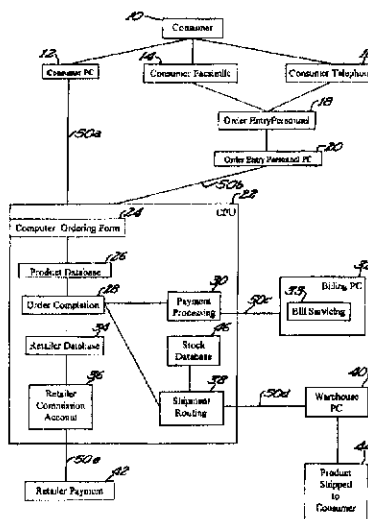 10
Consumer
12
14
Consumer PC
Consumer Facsimile
Consumer Telephone
18
Order Entry Personnel
20
Order Entry Personnel PC
50a
50b
22
CPU
24
Computer Ordering Form
26
Product Database
28
Order Completion
30
Payment
Processing
50c
32
Billing PC
33
Bill Servicing
34
Retailer Database
46
Stock
Database
36
Retailer
Commission
Account
38
Shipment
Routing
50d
40
Warehouse
PC
50e
42
Retailer Payment
44
Product
Shipped
to
Consumer